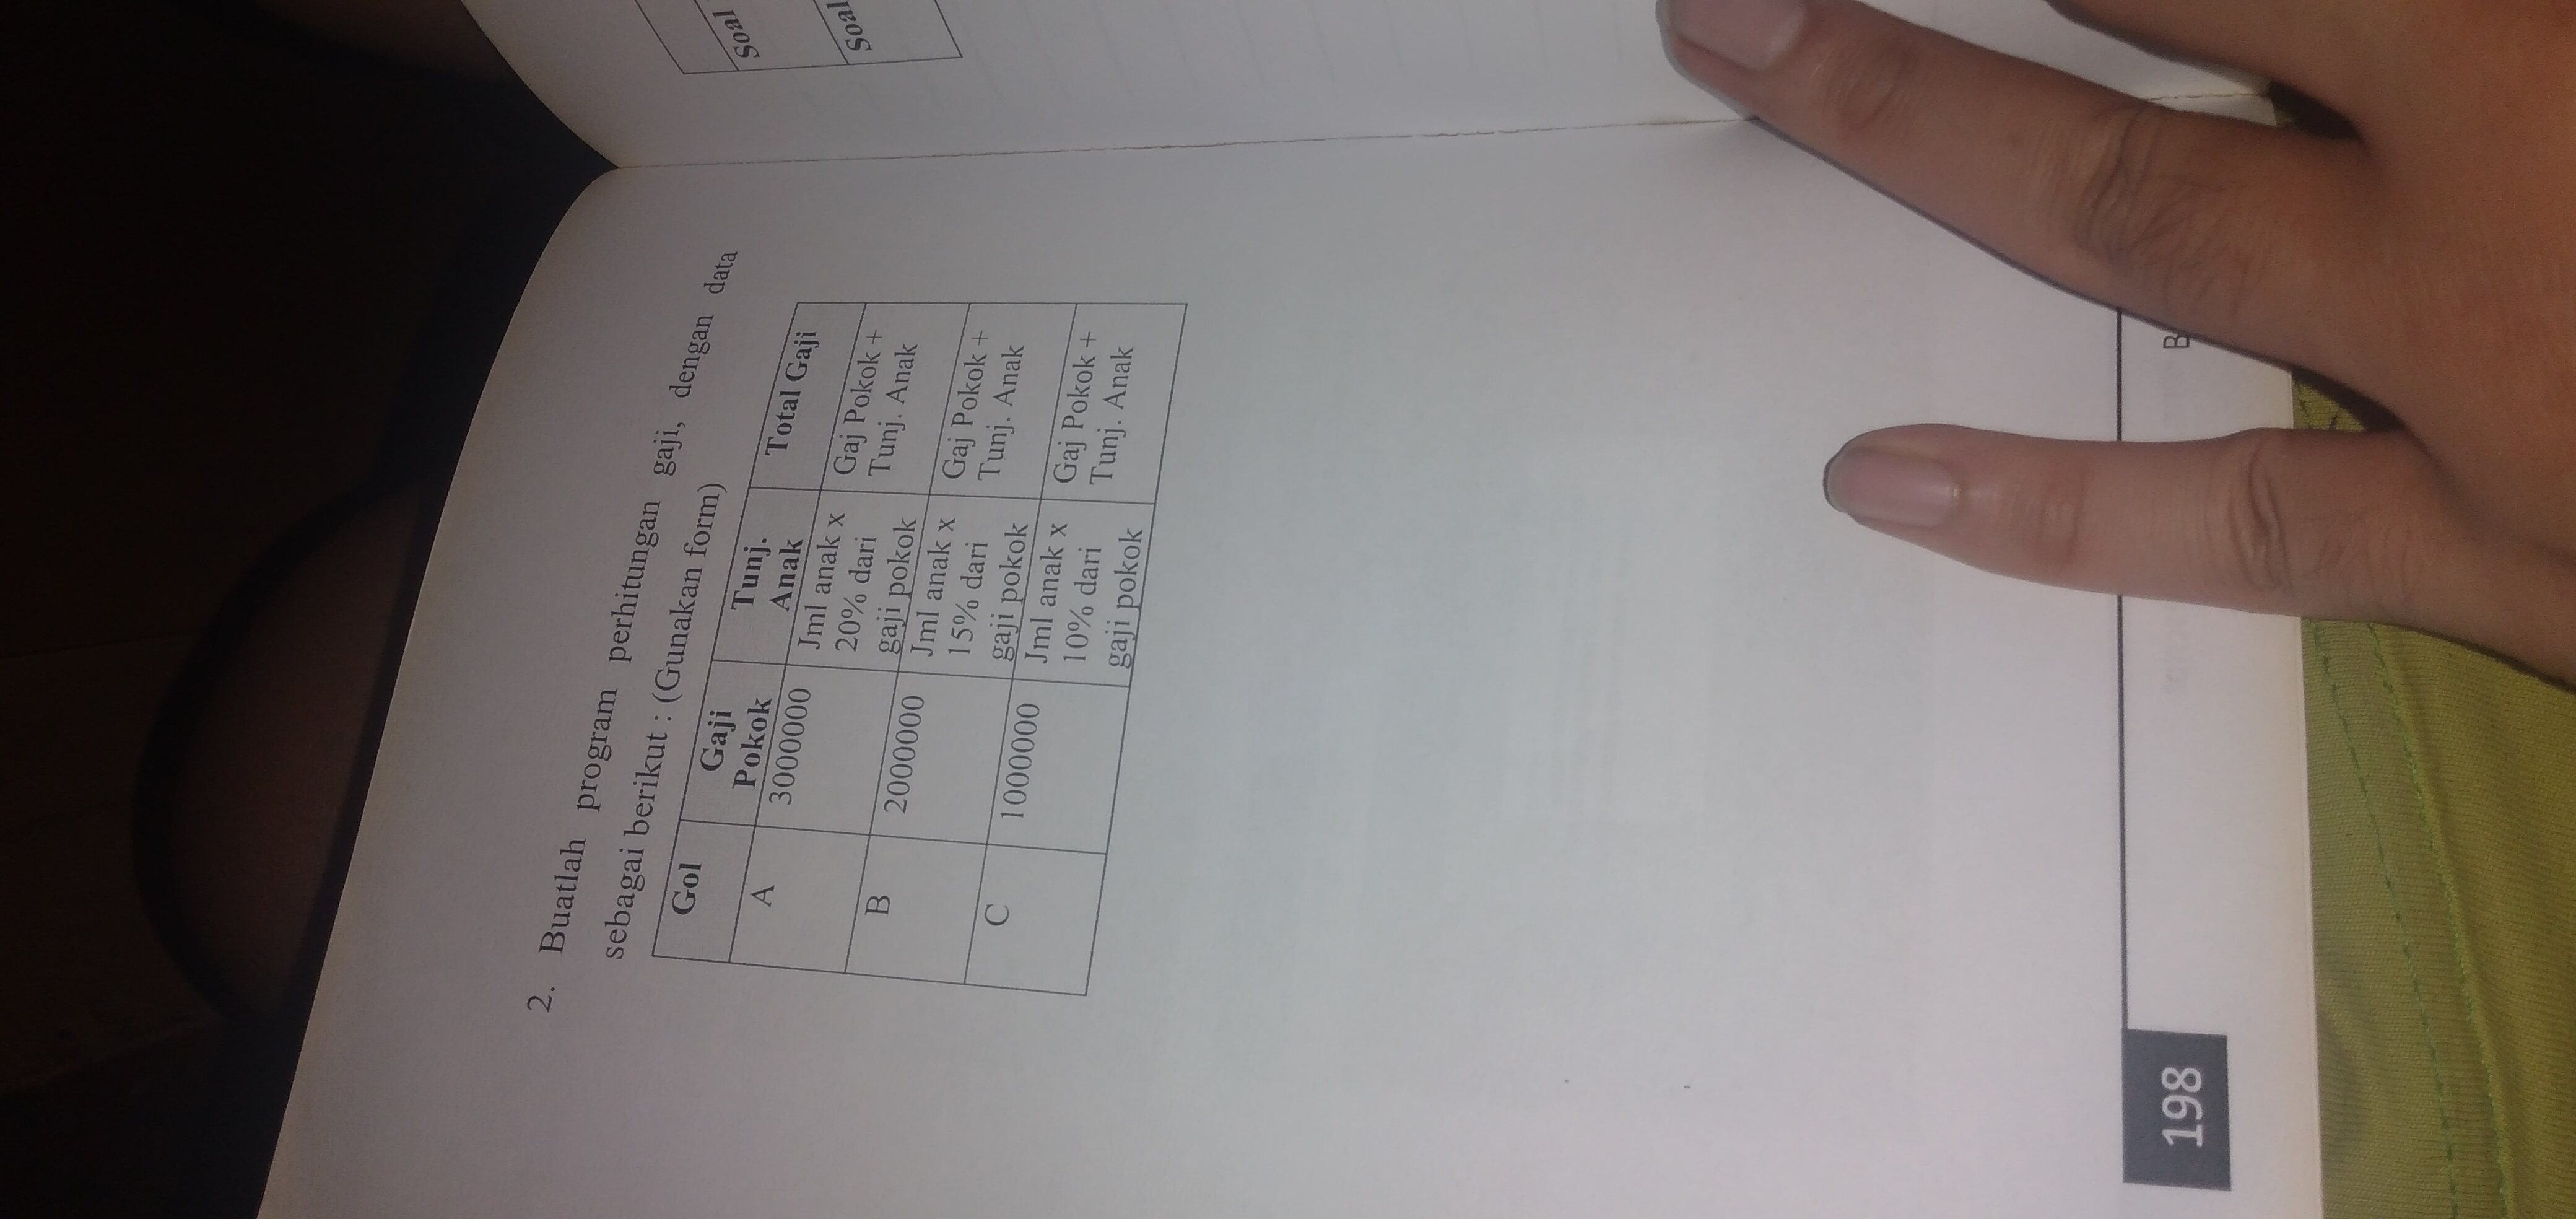 2. Buatlah program perhitungan gaji, dengan data
sebagai berikut : (Gunakan form)
Gol
Gaji
Pokok
Tunj.
Anak
Total Gaji
A
3000000
Jml anak x
20% dari
gaji pokok
Gaj Pokok +
Tunj. Anak
B
2000000
Jml anak x
15% dari
gaji pokok
Gaj Pokok +
Tunj. Anak
C
1000000
Jml anak x
10% dari
gaji pokok
Gaj Pokok +
Tunj. Anak
198
B
Soal
Soal